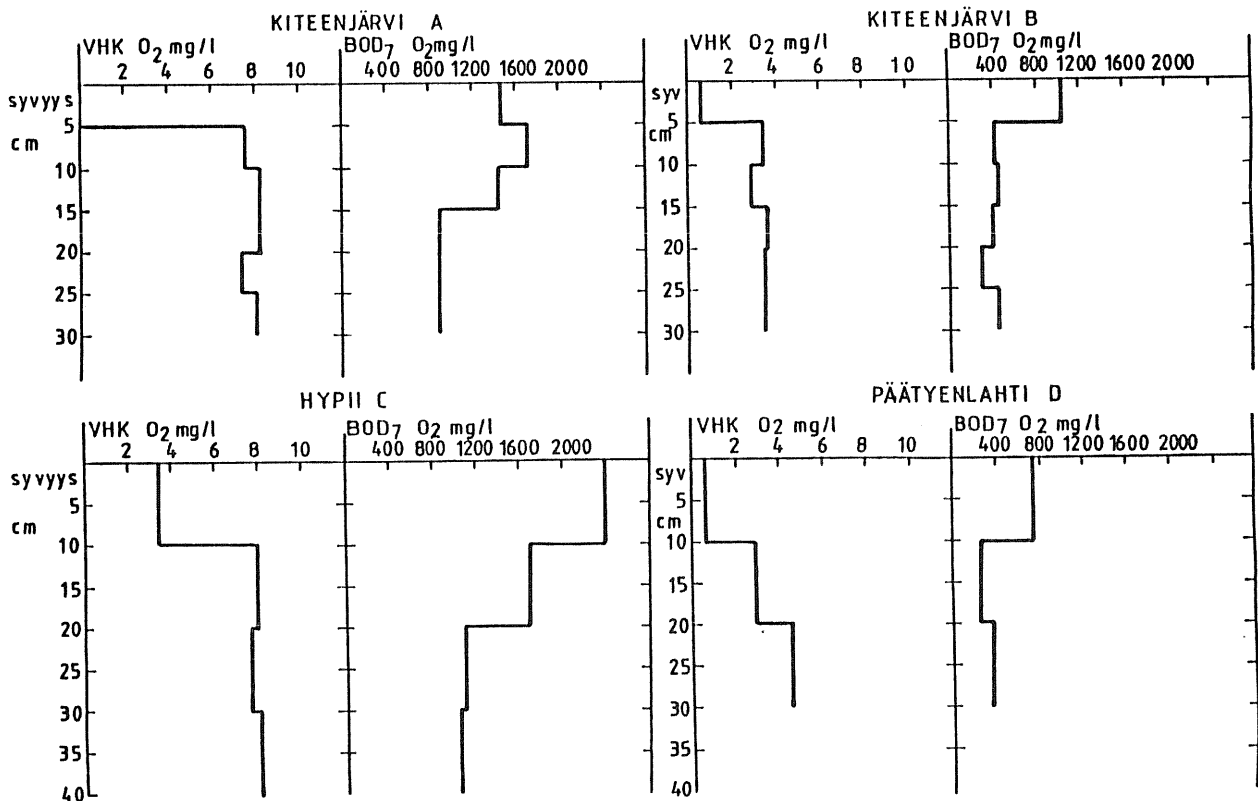 KITEENJÄRVI A
VHK O2 mg/l
2 4 6 8 10
BOD7 O2 mg/l
400 800 1200 1600 2000
syvyys
cm
5
10
15
20
25
30
KITEENJÄRVI B
VHK O2 mg/l
2 4 6 8 10
BOD7 O2 mg/l
400 800 1200 1600 2000
syv
cm
5
10
15
20
25
30
HYPII C
VHK O2 mg/l
2 4 6 8 10
BOD7 O2 mg/l
400 800 1200 1600 2000
syvyys
cm
5
10
15
20
25
30
35
40
PÄÄTYENLAHTI D
VHK O2 mg/l
2 4 6 8 10
BOD7 O2 mg/l
400 800 1200 1600 2000
syv
cm
5
10
15
20
25
30
35
40